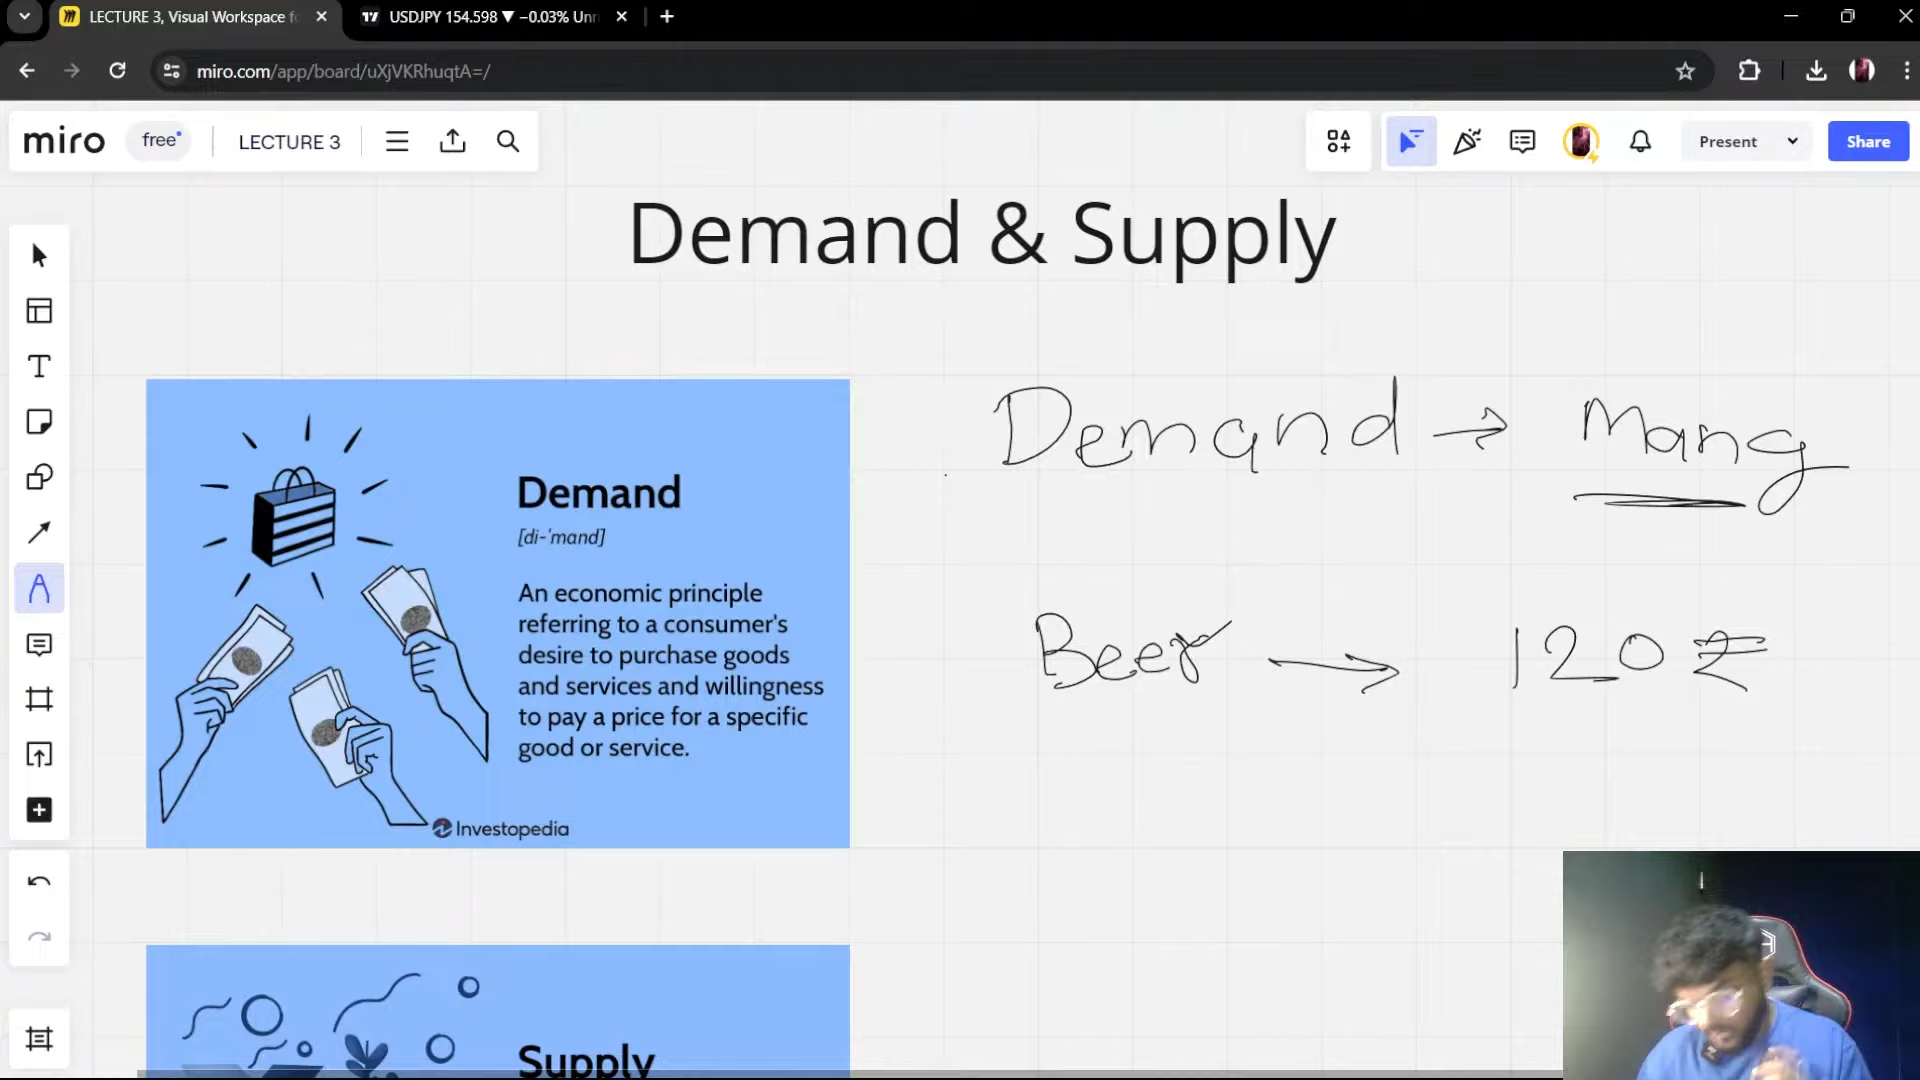 LECTURE 3, Visual Workspace f
USDJPY 154.598 ▼ −0.03% Un
miro.com/app/board/uXjVKRhuqtA=/
miro free LECTURE 3 Present Share
Demand & Supply
Demand → Mang
Demand
[di-'mand]
An economic principle
referring to a consumer's
desire to purchase goods
and services and willingness
to pay a price for a specific
good or service.
Beer → 120 ₹
Investopedia
Supply